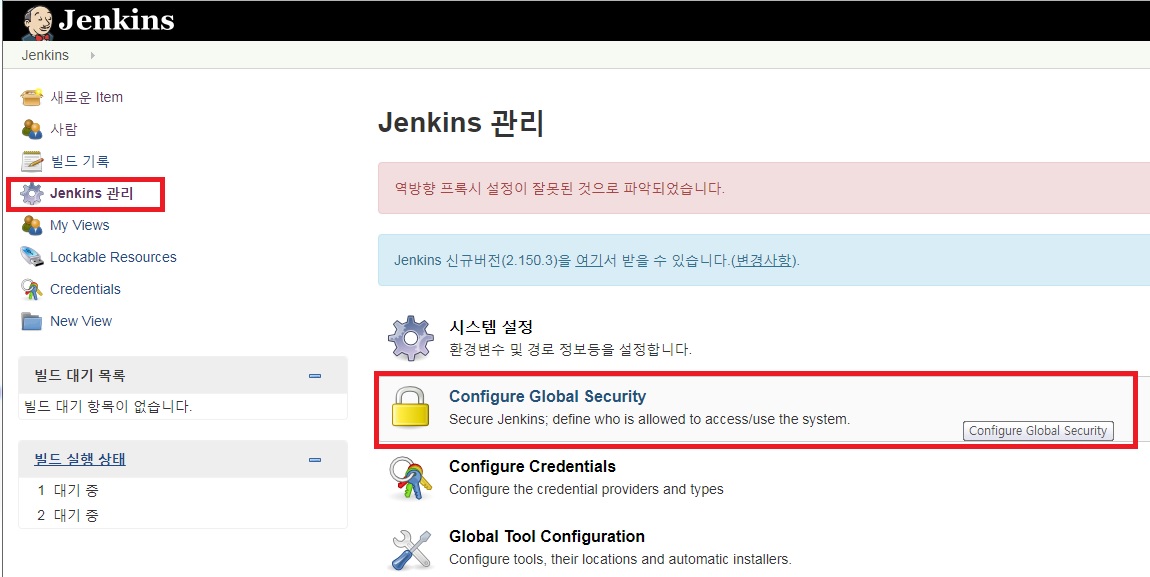 Jenkins
Jenkins
새로운 Item
사람
빌드 기록
Jenkins 관리
My Views
Lockable Resources
Credentials
New View
빌드 대기 목록
빌드 대기 항목이 없습니다.
빌드 실행 상태
1 대기 중
2 대기 중
Jenkins 관리
역방향 프록시 설정이 잘못된 것으로 파악되었습니다.
Jenkins 신규버전(2.150.3)을 여기서 받을 수 있습니다.(변경사항).
시스템 설정
환경변수 및 경로 정보등을 설정합니다.
Configure Global Security
Secure Jenkins; define who is allowed to access/use the system.
Configure Global Security
Configure Credentials
Configure the credential providers and types
Global Tool Configuration
Configure tools, their locations and automatic installers.